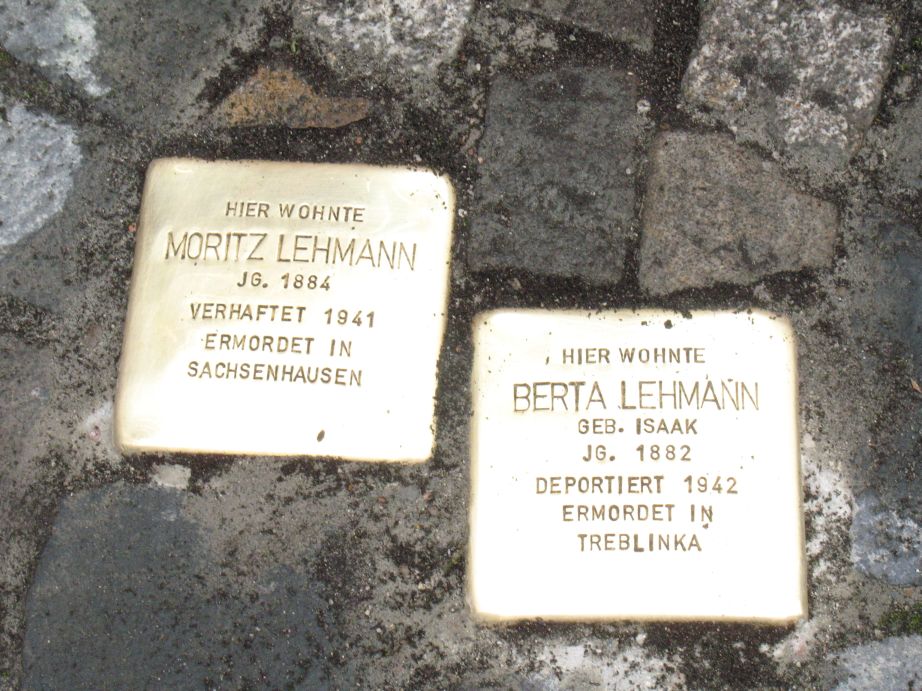 HIER WOHNTE
MORITZ LEHMANN
JG. 1884
VERHAFTET 1941
ERMORDET IN
SACHSENHAUSEN
HIER WOHNTE
BERTA LEHMANN
GEB. ISAAK
JG. 1882
DEPORTIERT 1942
ERMORDET IN
TREBLINKA